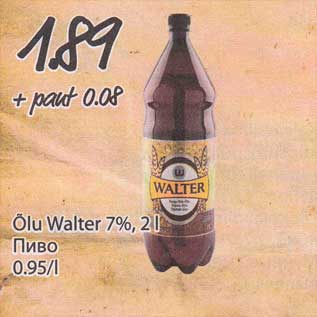 1.89
+ pant 0.08
WALTER
Õlu Walter 7%, 2 l
Пиво
0.95/l